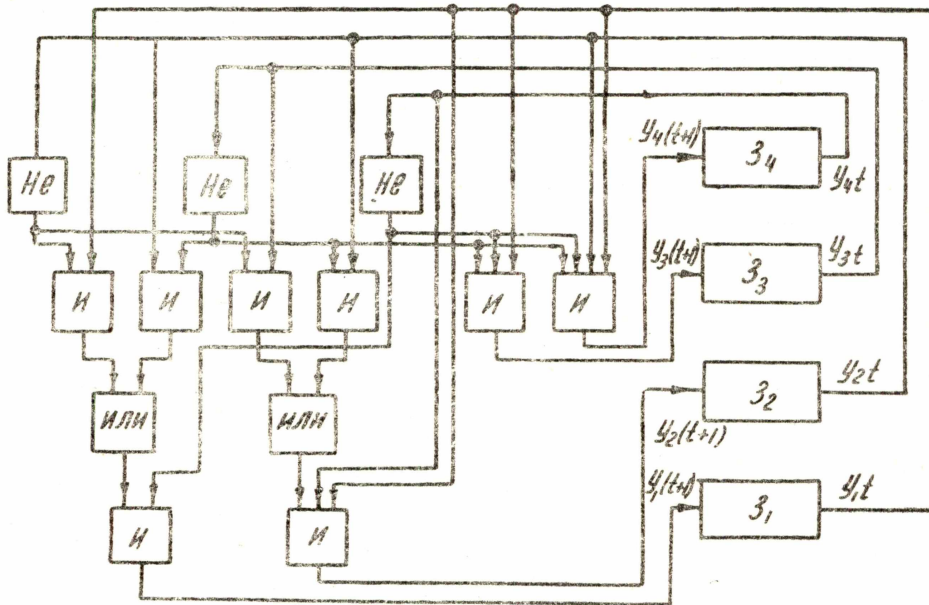 y₄(t+1)
З₄
y₄t
Не
Не
Не
y₃(t+1)
З₃
y₃t
И
И
И
И
И
И
З₂
y₂t
или
или
y₂(t+1)
y₁(t+1)
З₁
y₁t
И
И